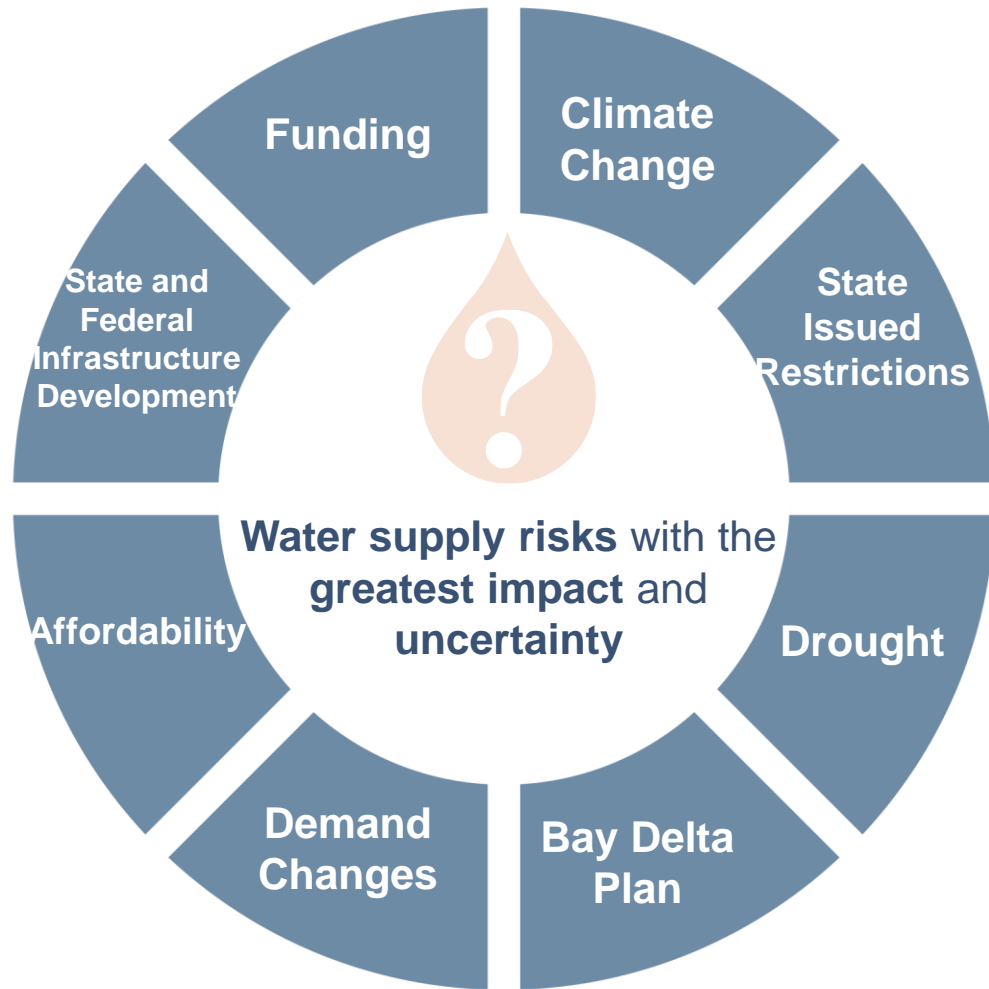 Funding
Climate
Change
State and
Federal
Infrastructure
Development
State
Issued
Restrictions
?
Water supply risks with the
greatest impact and
uncertainty
Affordability
Drought
Demand
Changes
Bay Delta
Plan